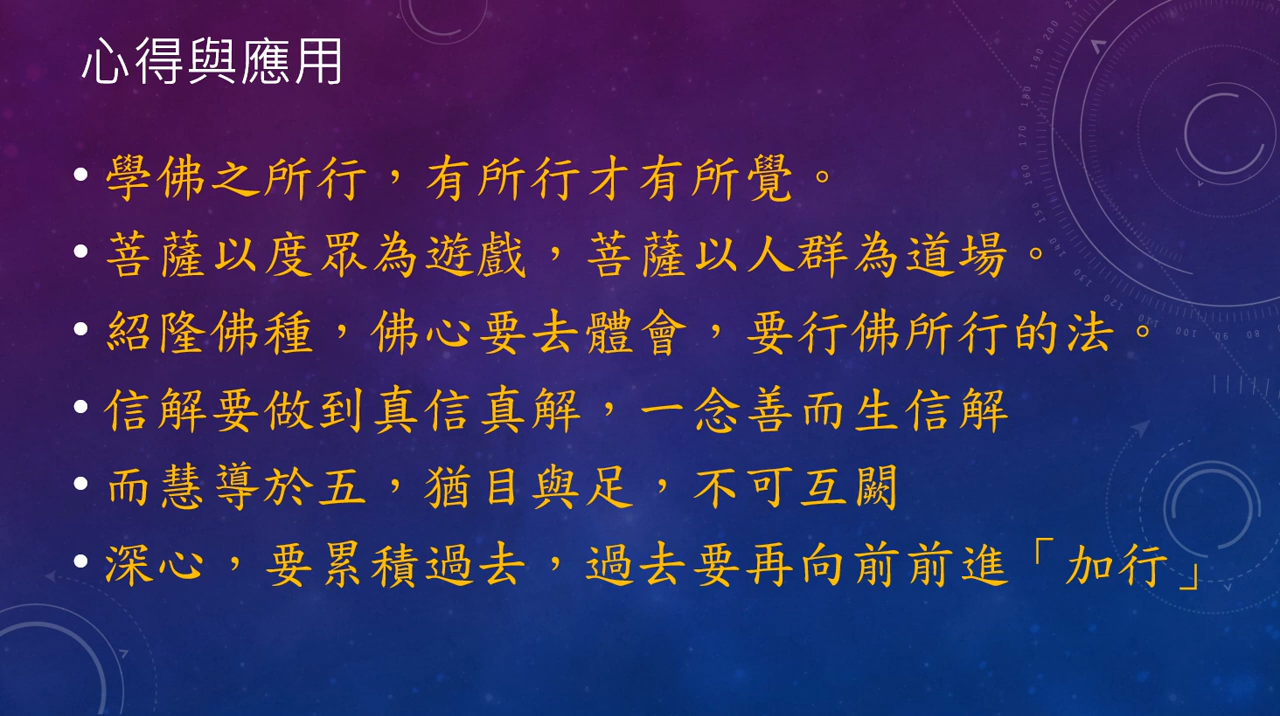 心得與應用
• 學佛之所行，有所行才有所覺。
• 菩薩以度眾為遊戲，菩薩以人群為道場。
• 紹隆佛種，佛心要去體會，要行佛所行的法。
• 信解要做到真信真解，一念善而生信解
• 而慧導於五，猶目與足，不可互闕
• 深心，要累積過去，過去要再向前前進「加行」